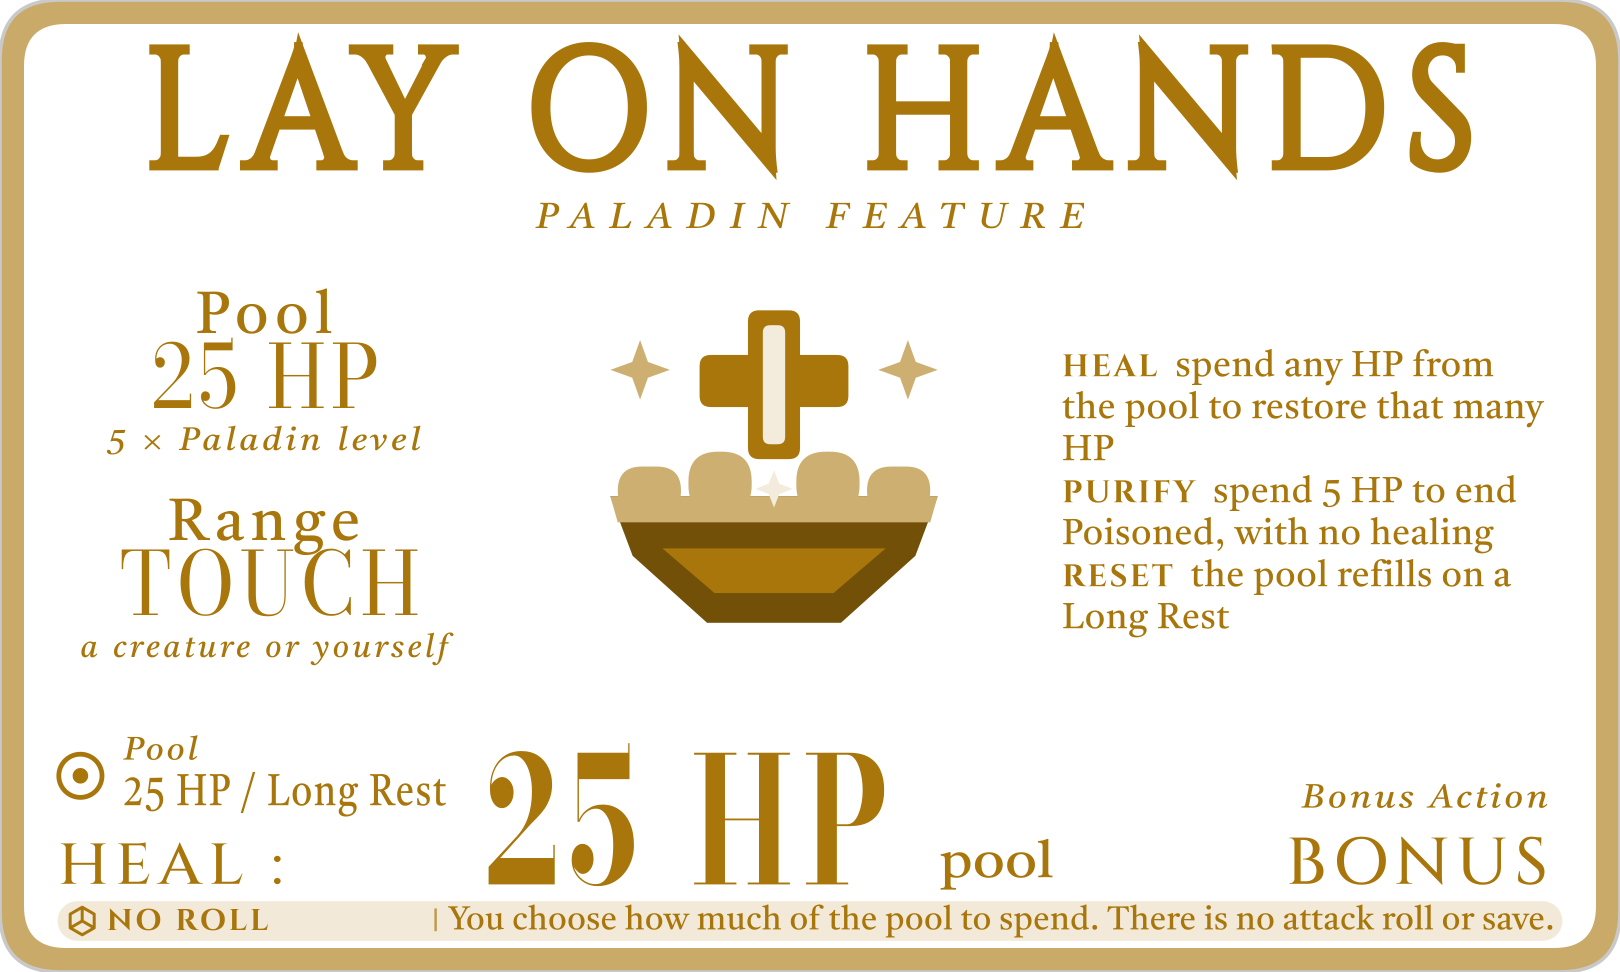 LAY ON HANDS
PALADIN FEATURE
Pool
25 HP
5 × Paladin level
Range
TOUCH
a creature or yourself
HEAL spend any HP from
the pool to restore that many
HP
PURIFY spend 5 HP to end
Poisoned, with no healing
RESET the pool refills on a
Long Rest
Pool
25 HP / Long Rest
HEAL : 25 HP pool
Bonus Action
BONUS
NO ROLL | You choose how much of the pool to spend. There is no attack roll or save.